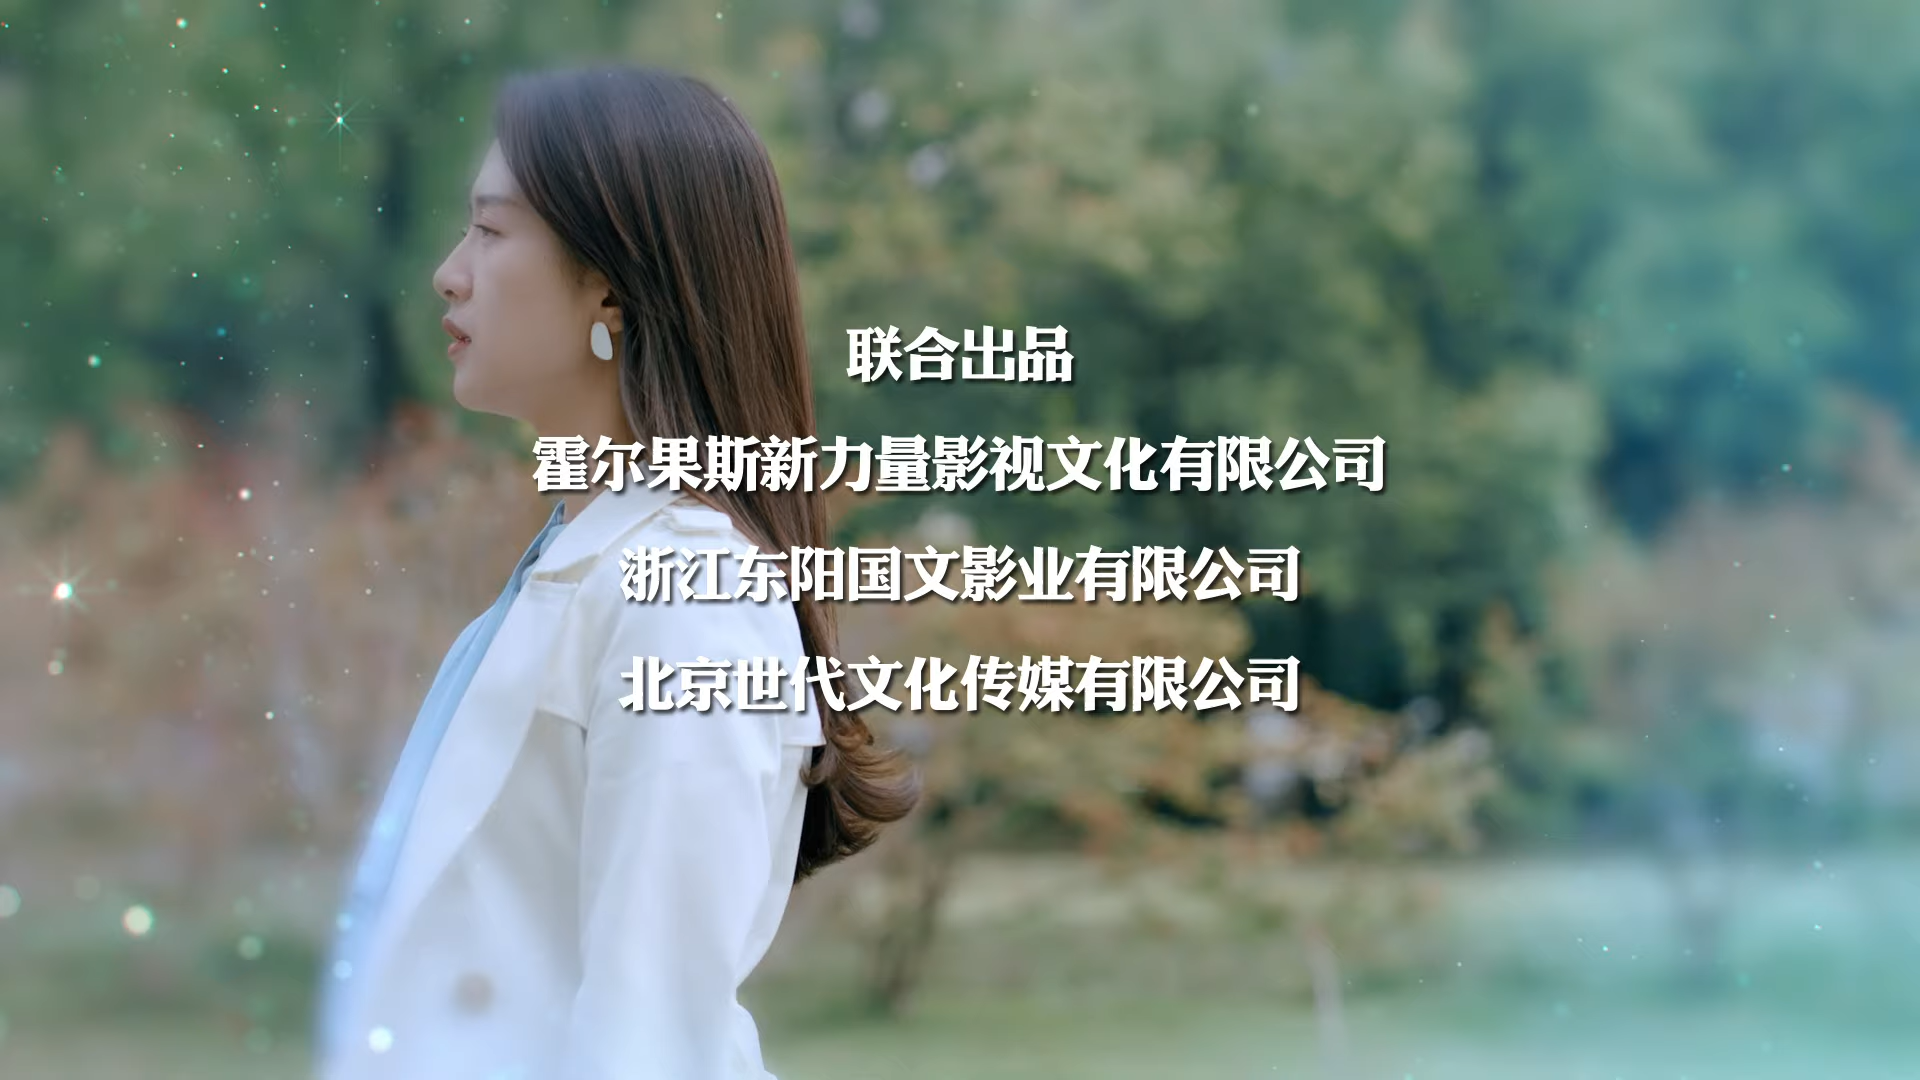 联合出品
霍尔果斯新力量影视文化有限公司
浙江东阳国文影业有限公司
北京世代文化传媒有限公司